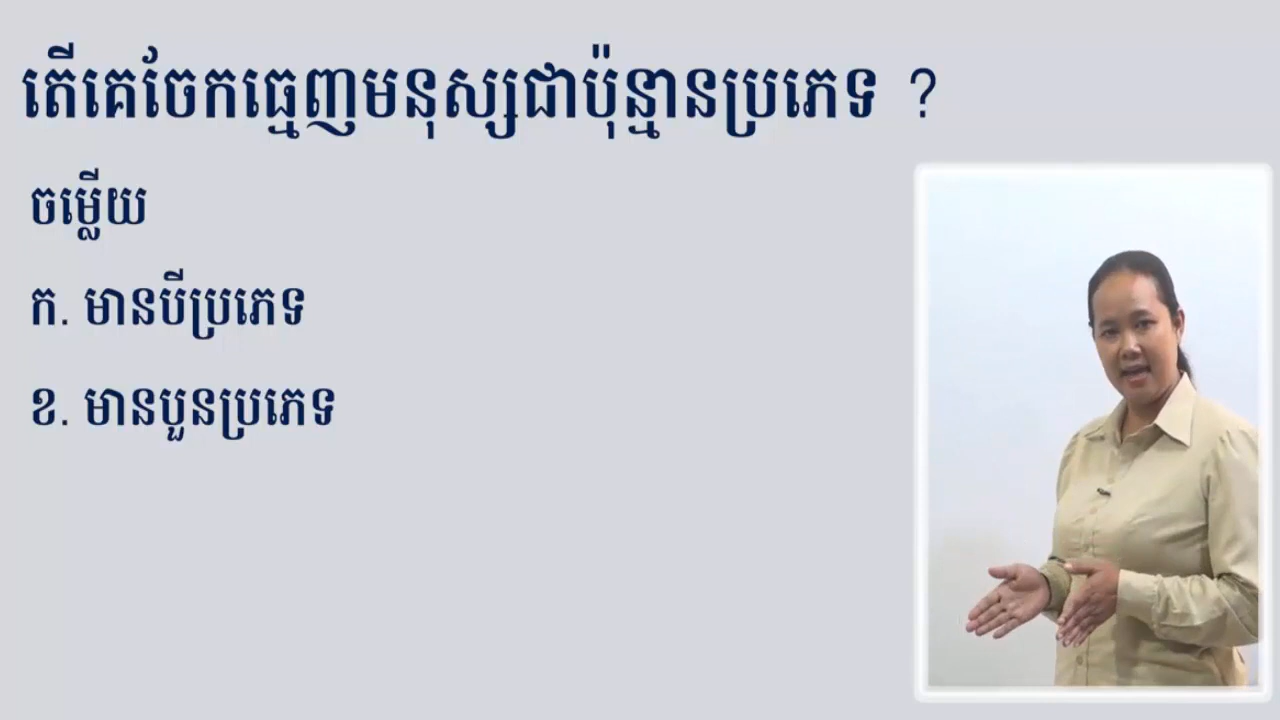 តើគេចែកធ្មេញមនុស្សជាប៉ុន្មានប្រភេទ ?
ចម្លើយ
ក. មានបីប្រភេទ
ខ. មានបួនប្រភេទ